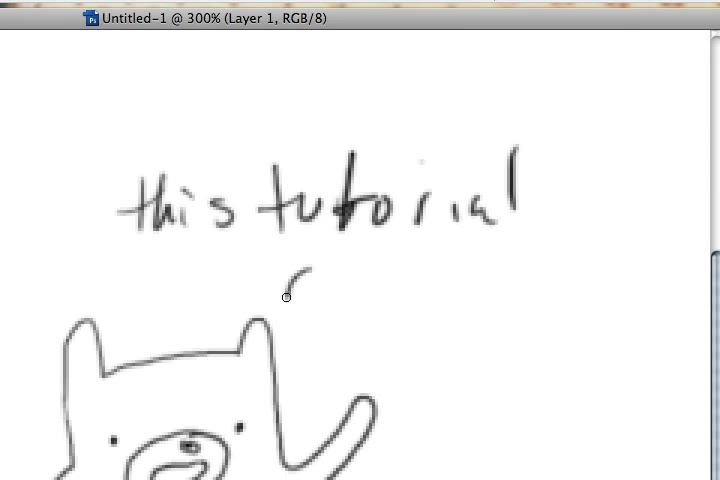 Untitled-1 @ 300% (Layer 1, RGB/8)
this tutorial